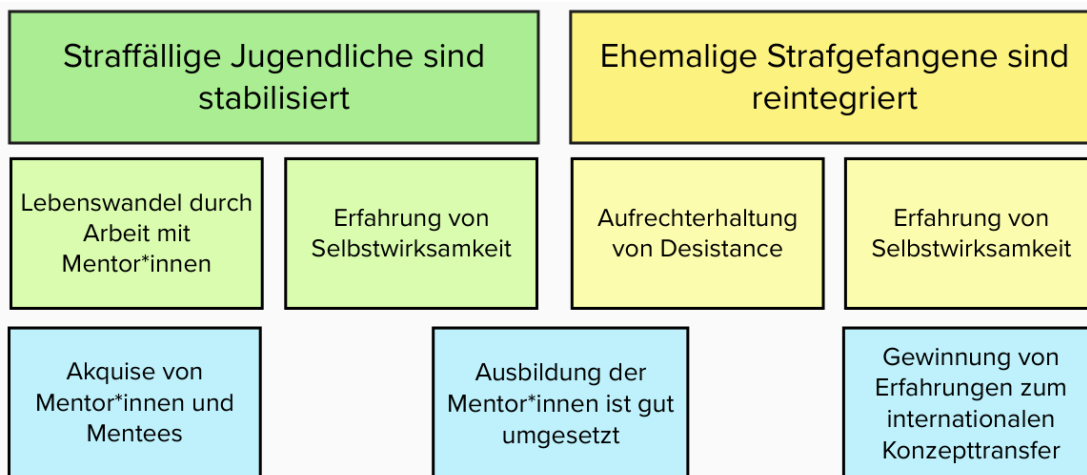 Straffällige Jugendliche sind
stabilisiert
Ehemalige Strafgefangene sind
reintegriert
Lebenswandel durch
Arbeit mit
Mentor*innen
Erfahrung von
Selbstwirksamkeit
Aufrechterhaltung
von Desistance
Erfahrung von
Selbstwirksamkeit
Akquise von
Mentor*innen und
Mentees
Ausbildung der
Mentor*innen ist gut
umgesetzt
Gewinnung von
Erfahrungen zum
internationalen
Konzepttransfer